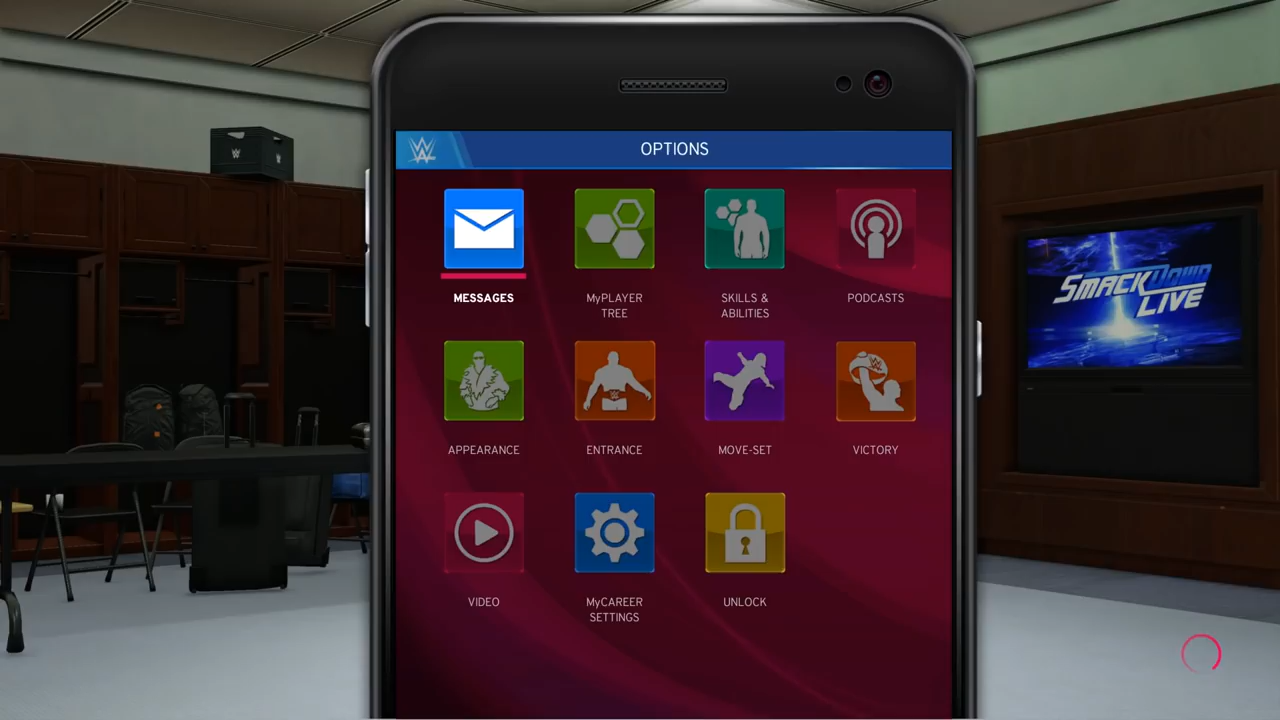 OPTIONS
MESSAGES
MyPLAYER
TREE
SKILLS &
ABILITIES
PODCASTS
APPEARANCE
ENTRANCE
MOVE-SET
VICTORY
VIDEO
MyCAREER
SETTINGS
UNLOCK
SMACKDOWN
LIVE